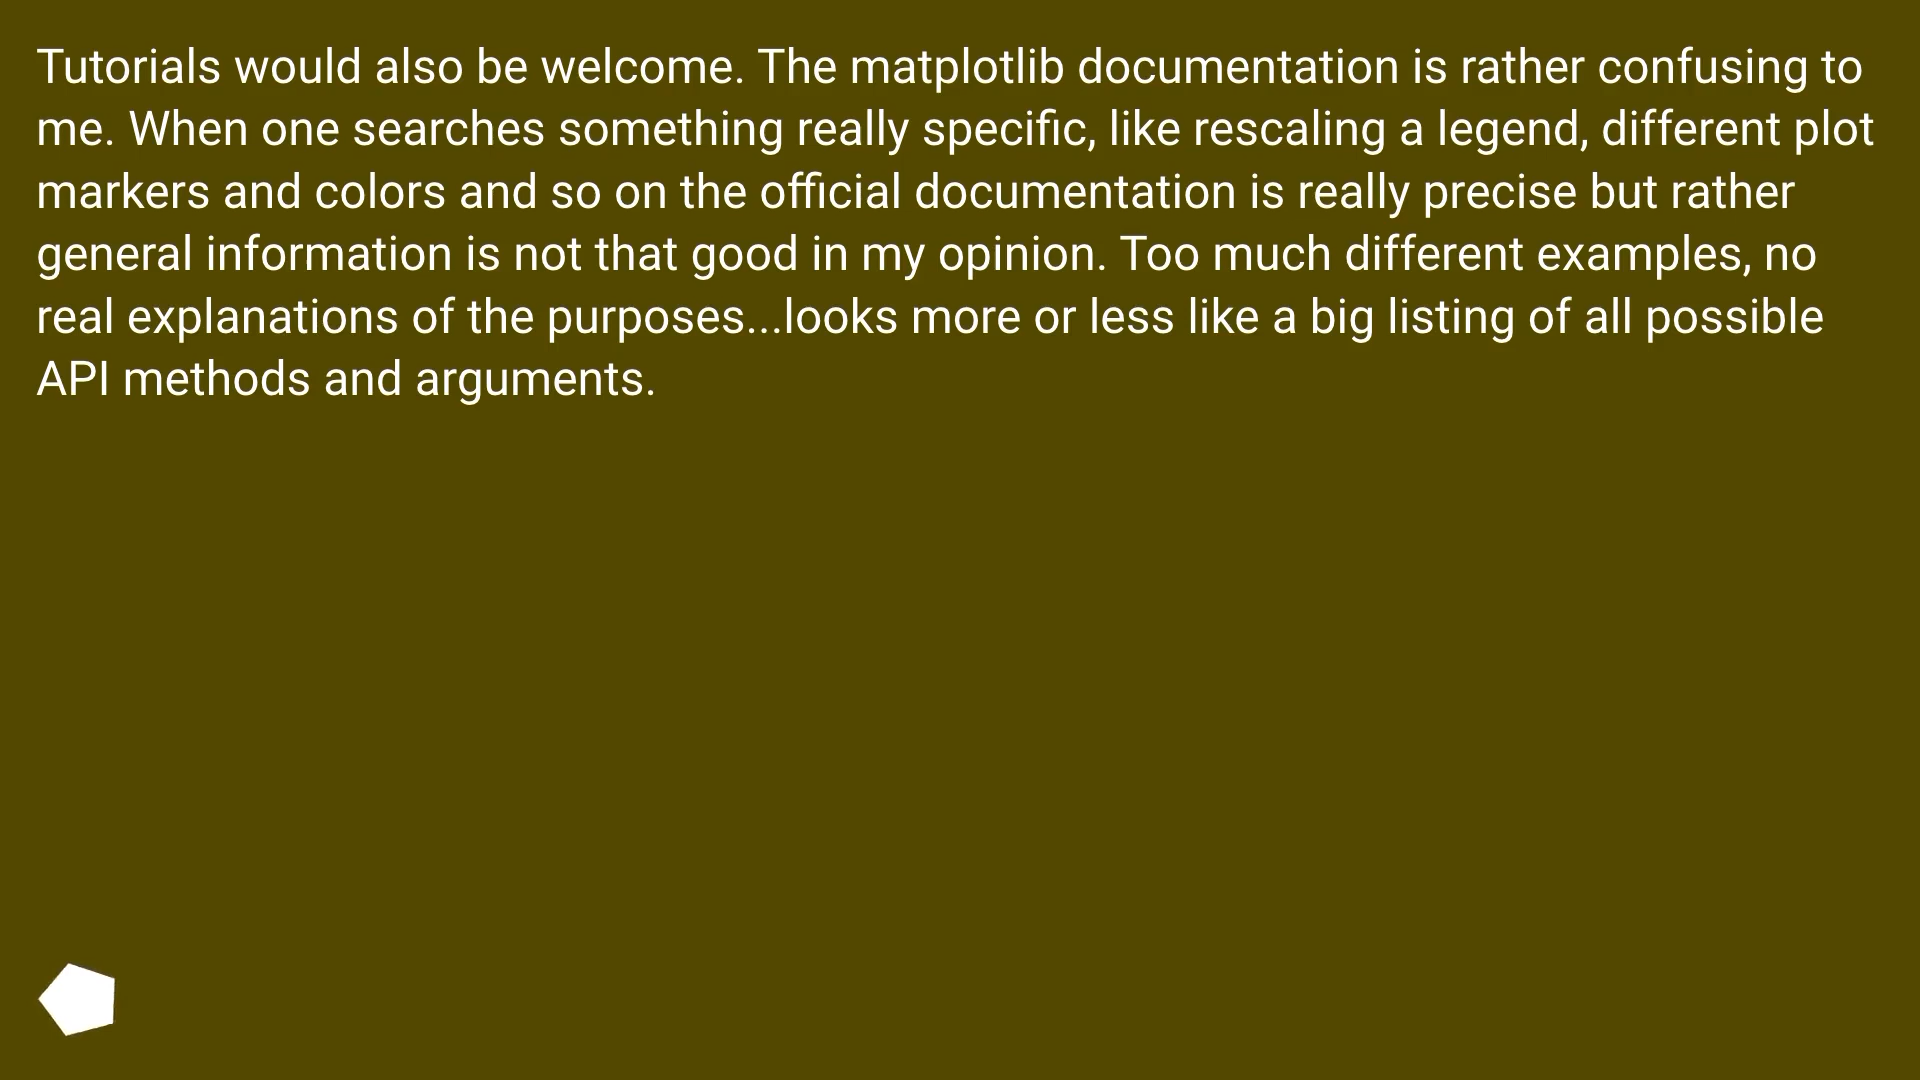 Tutorials would also be welcome. The matplotlib documentation is rather confusing to
me. When one searches something really specific, like rescaling a legend, different plot
markers and colors and so on the official documentation is really precise but rather
general information is not that good in my opinion. Too much different examples, no
real explanations of the purposes...looks more or less like a big listing of all possible
API methods and arguments.